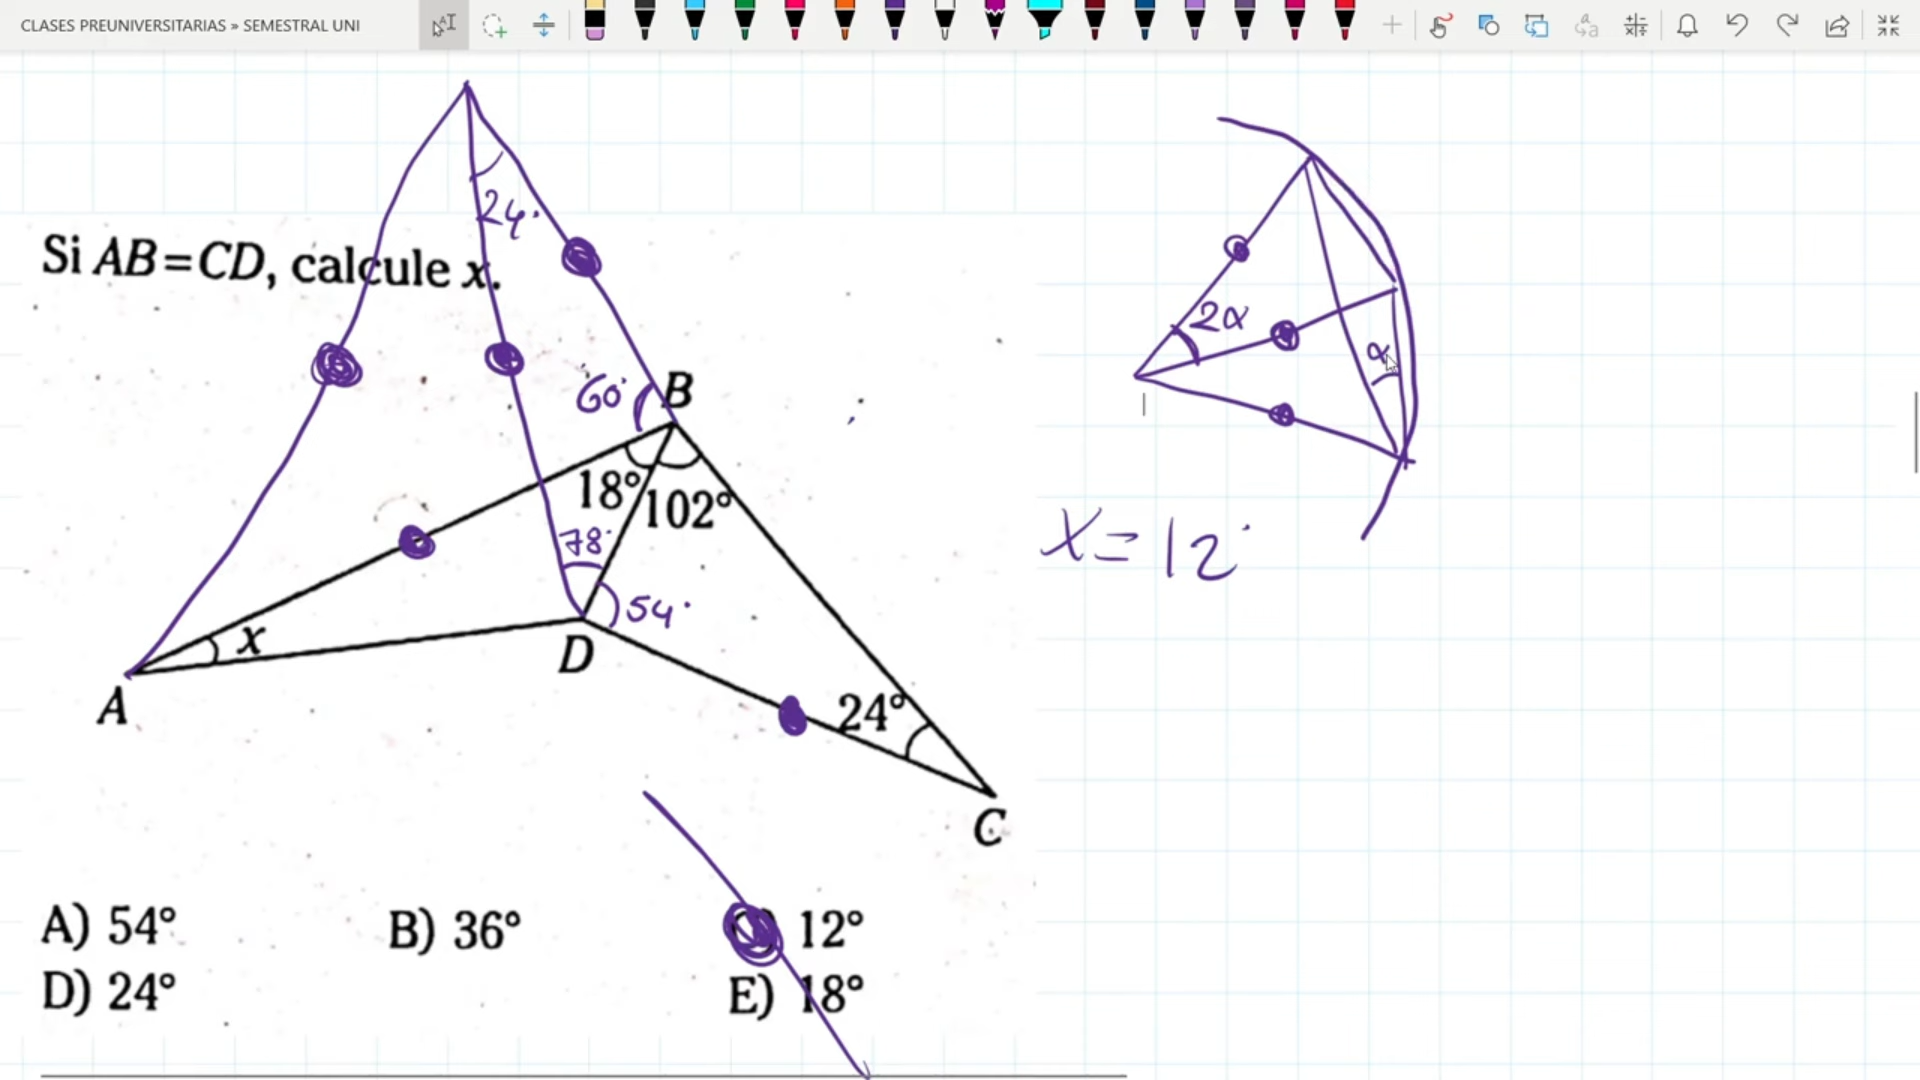 CLASES PREUNIVERSITARIAS » SEMESTRAL UNI
Si AB=CD, calcule x.
24°
60°
B
18°
102°
78°
54°
x
D
A
24°
C
2α
α
X = 12°
A) 54°
B) 36°
C) 12°
D) 24°
E) 18°